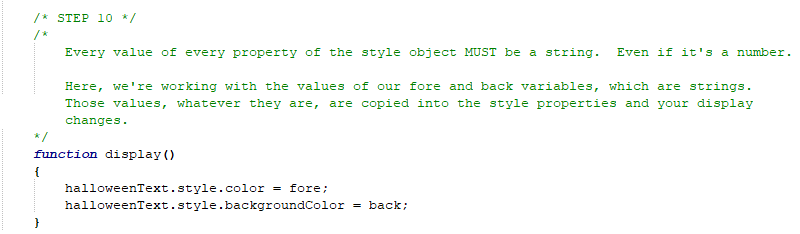 /* STEP 10 */
/*
Every value of every property of the style object MUST be a string.  Even if it's a number.
Here, we're working with the values of our fore and back variables, which are strings.
Those values, whatever they are, are copied into the style properties and your display
changes.
*/
function display()
{
halloweenText.style.color = fore;
halloweenText.style.backgroundColor = back;
}